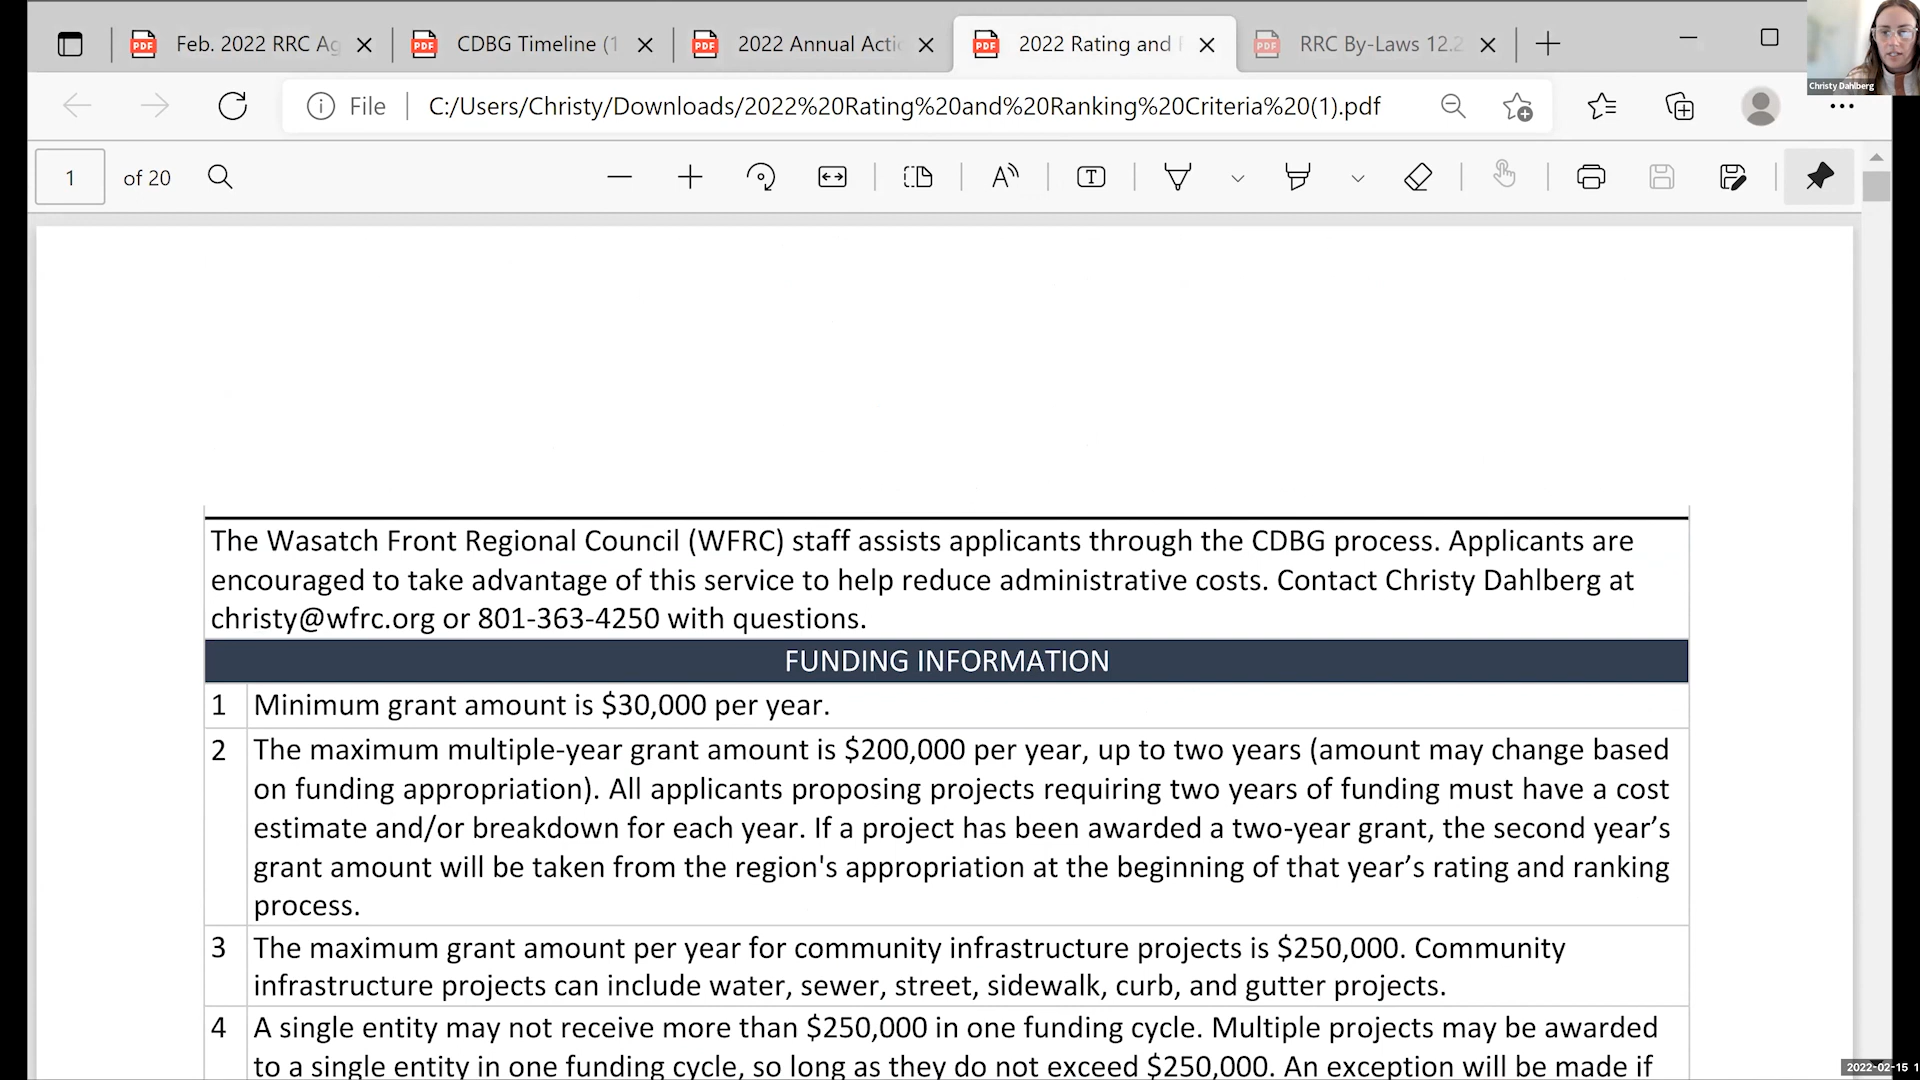 Feb. 2022 RRC Ag
CDBG Timeline (1
2022 Annual Acti
2022 Rating and
RRC By-Laws 12.2
Christy Dahlberg
File
C:/Users/Christy/Downloads/2022%20Rating%20and%20Ranking%20Criteria%20(1).pdf
1 of 20
The Wasatch Front Regional Council (WFRC) staff assists applicants through the CDBG process. Applicants are
encouraged to take advantage of this service to help reduce administrative costs. Contact Christy Dahlberg at
christy@wfrc.org or 801-363-4250 with questions.
FUNDING INFORMATION
1 Minimum grant amount is $30,000 per year.
2 The maximum multiple-year grant amount is $200,000 per year, up to two years (amount may change based
on funding appropriation). All applicants proposing projects requiring two years of funding must have a cost
estimate and/or breakdown for each year. If a project has been awarded a two-year grant, the second year’s
grant amount will be taken from the region's appropriation at the beginning of that year’s rating and ranking
process.
3 The maximum grant amount per year for community infrastructure projects is $250,000. Community
infrastructure projects can include water, sewer, street, sidewalk, curb, and gutter projects.
4 A single entity may not receive more than $250,000 in one funding cycle. Multiple projects may be awarded
to a single entity in one funding cycle, so long as they do not exceed $250,000. An exception will be made if
2022-02-15 1